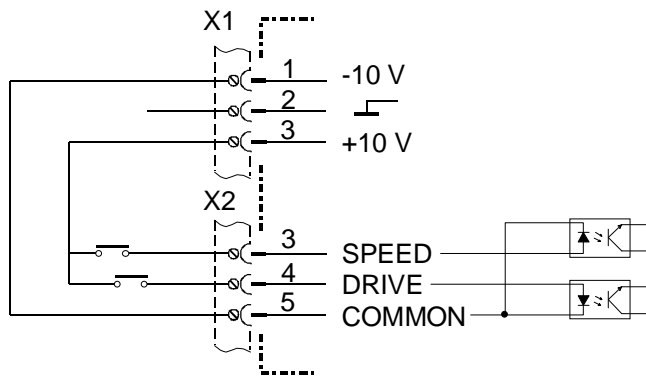 X1
1 -10 V
2
3 +10 V
X2
3 SPEED
4 DRIVE
5 COMMON